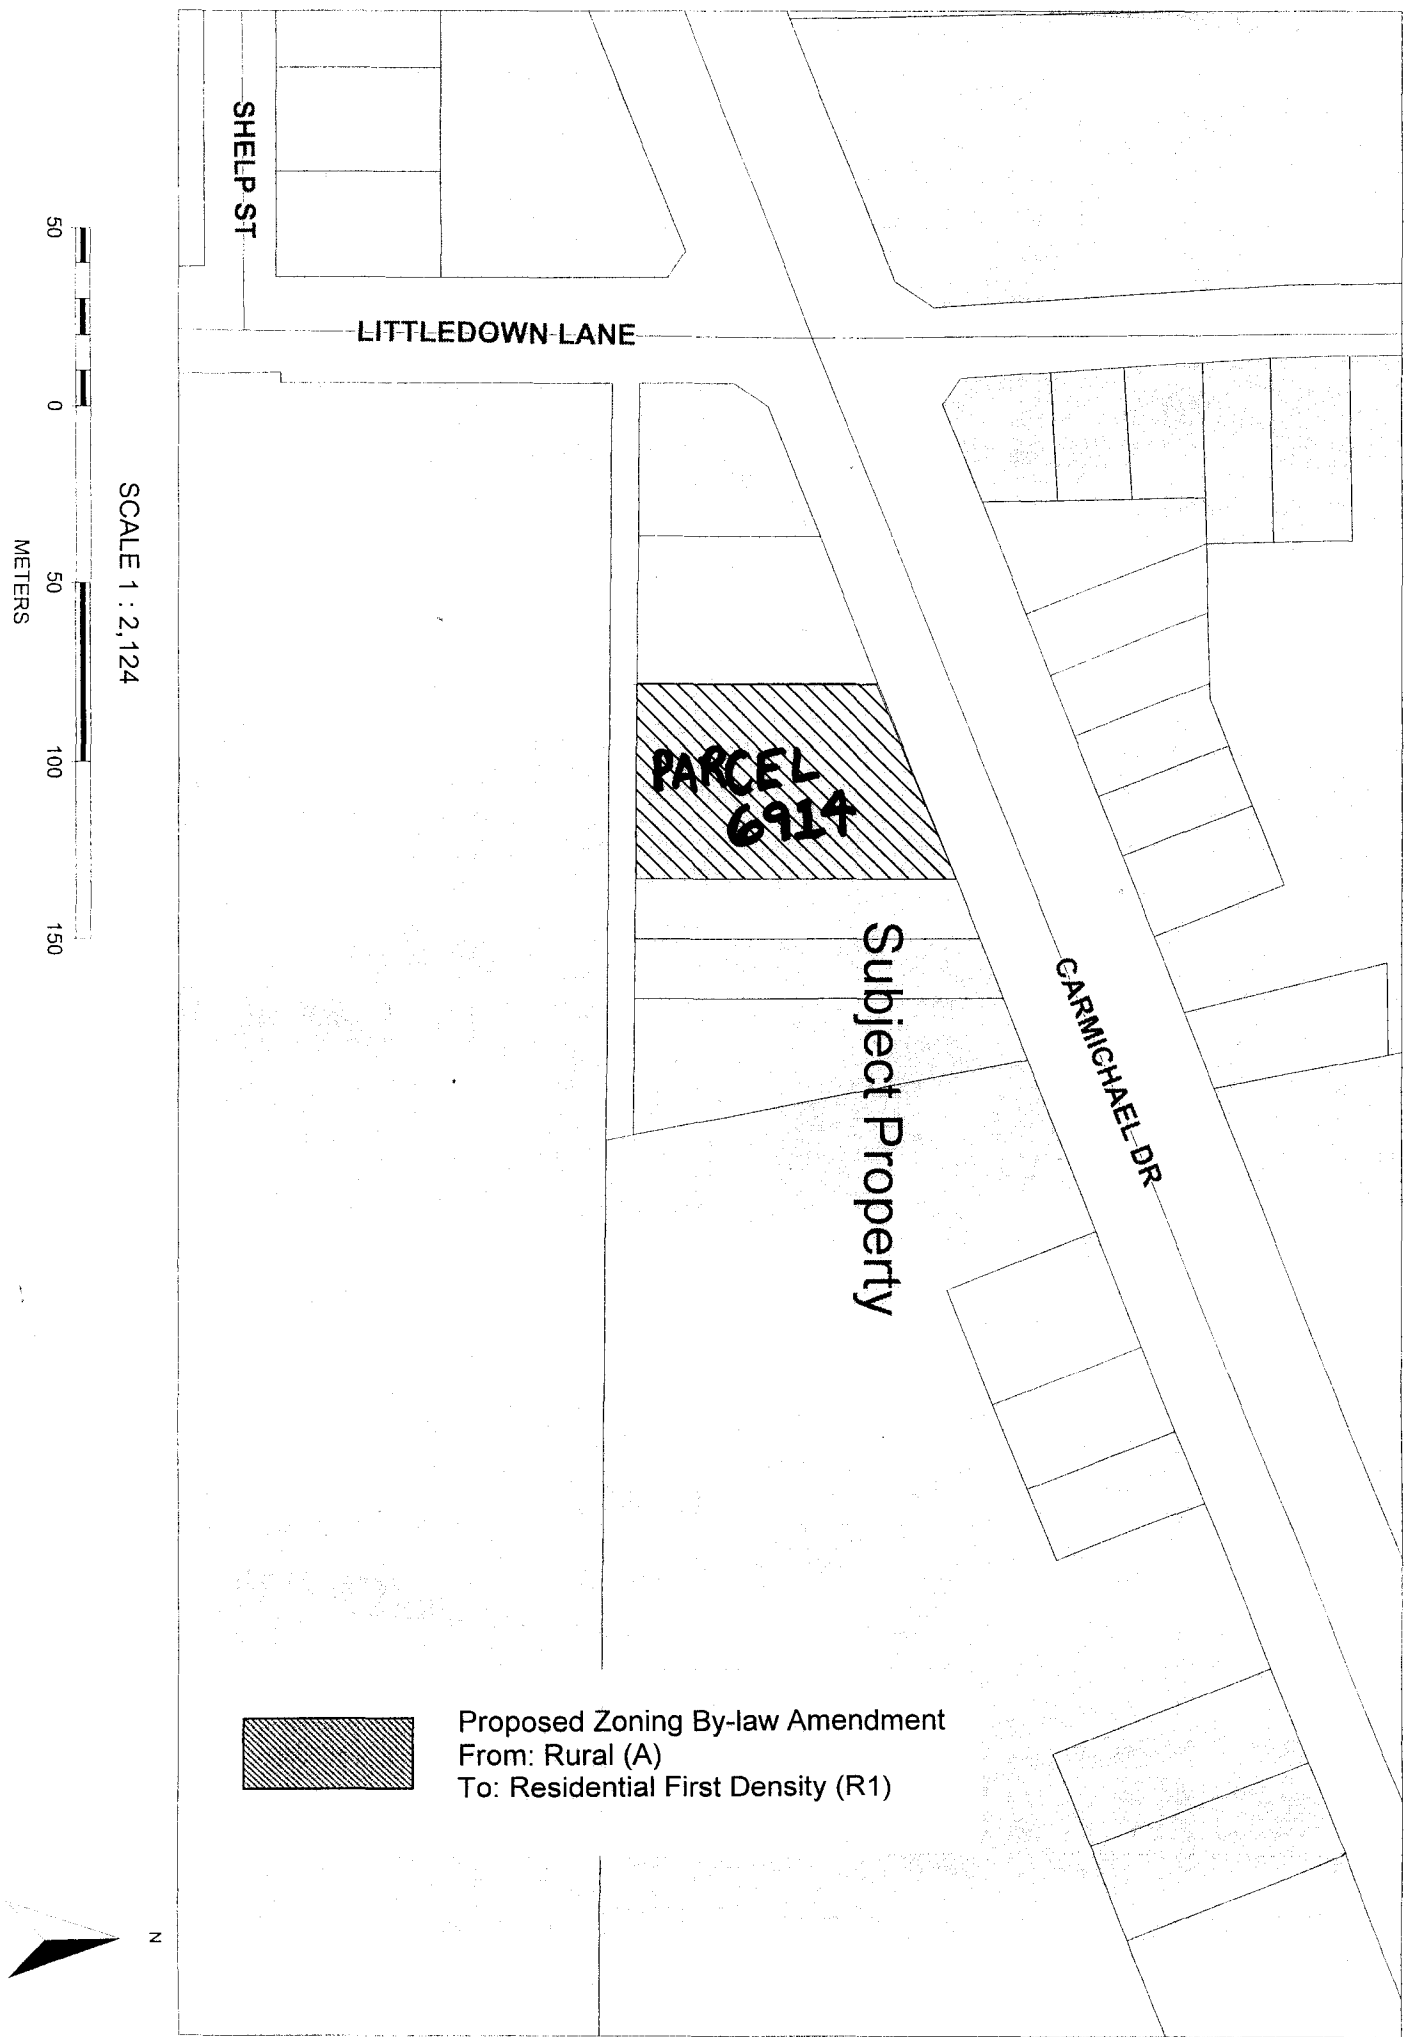 SHELP ST
LITTLEDOWN LANE
CARMICHAEL DR
PARCEL
6914
Subject Property
Proposed Zoning By-law Amendment
From: Rural (A)
To: Residential First Density (R1)
SCALE 1 : 2,124
50 0 50 100 150
METERS
N